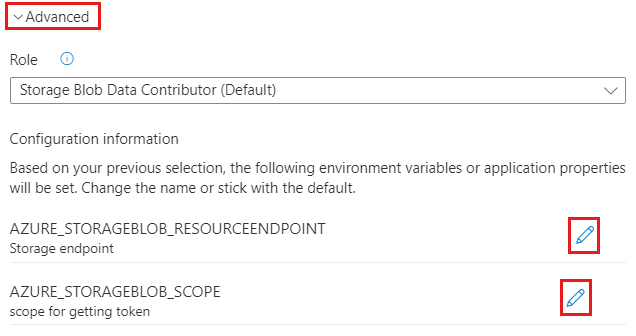 Advanced
Role
Storage Blob Data Contributor (Default)
Configuration information
Based on your previous selection, the following environment variables or application properties
will be set. Change the name or stick with the default.
AZURE_STORAGEBLOB_RESOURCEENDPOINT
Storage endpoint
AZURE_STORAGEBLOB_SCOPE
scope for getting token